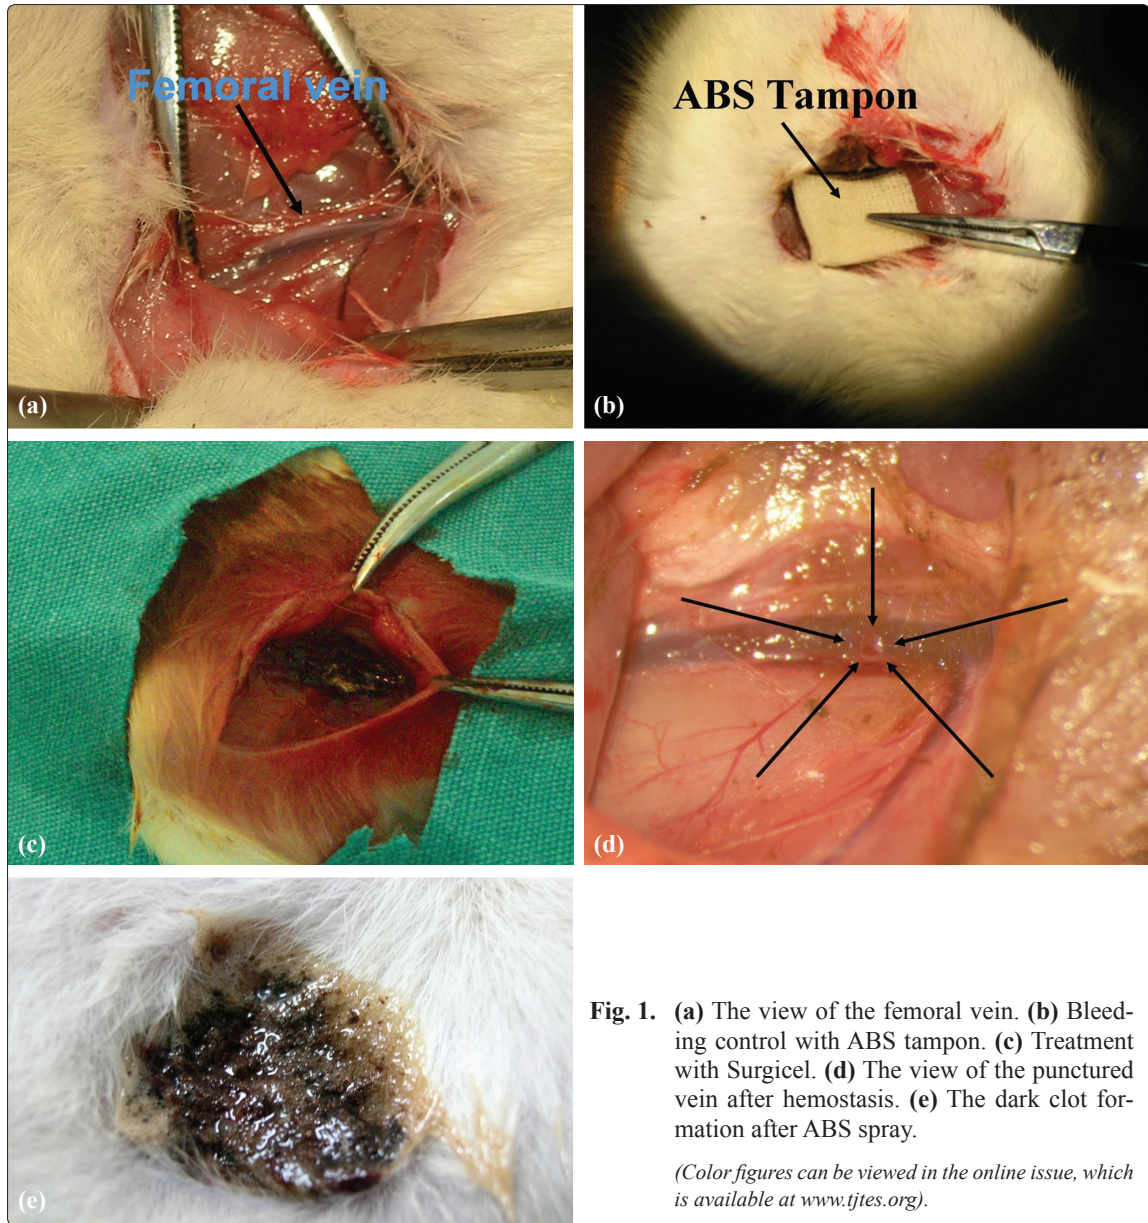 Femoral vein
ABS Tampon
(a)
(b)
(c)
(d)
(e)
Fig. 1. (a) The view of the femoral vein. (b) Bleed-
ing control with ABS tampon. (c) Treatment
with Surgicel. (d) The view of the punctured
vein after hemostasis. (e) The dark clot for-
mation after ABS spray.
(Color figures can be viewed in the online issue, which
is available at www.tjtes.org).